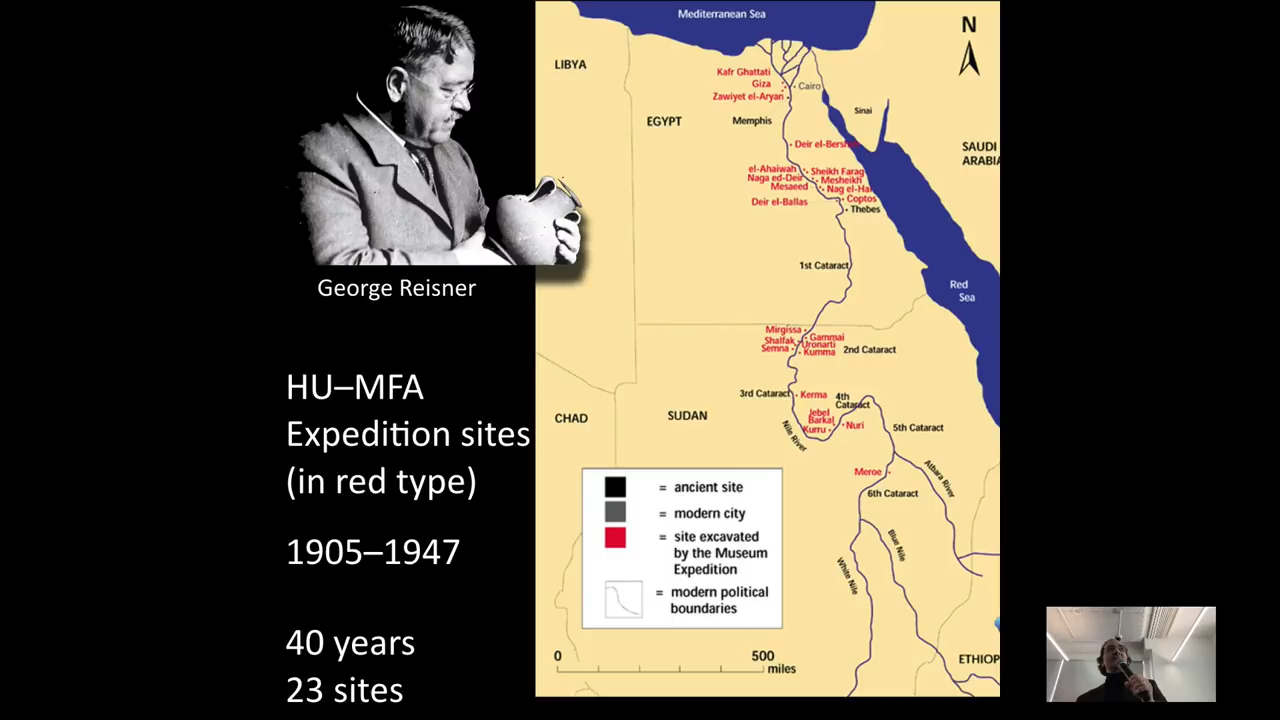 George Reisner
HU–MFA
Expedition sites
(in red type)
1905–1947
40 years
23 sites
Mediterranean Sea
N
LIBYA
Kafr Ghattati
Giza
Cairo
Zawiyet el-Aryan
Sinai
EGYPT
Memphis
SAUDI
Deir el-Bersh
el-Ahaiwah
Sheikh Farag
Naga ed-Deir
Mesheikh
Mesaeed
Nag el-Ha
Deir el-Ballas
Coptos
Thebes
1st Cataract
Red
Sea
Mirgissa
Gammai
Shalfak
Uronarti
Semna
Kumma
2nd Cataract
3rd Cataract
Kerma
4th
Cataract
CHAD
SUDAN
Jebel
Barkal
Kurru
Nuri
Nile River
5th Cataract
Meroe
Atbara River
6th Cataract
Blue Nile
White Nile
= ancient site
= modern city
= site excavated
by the Museum
Expedition
= modern political
boundaries
0
500
miles
ETHIOP